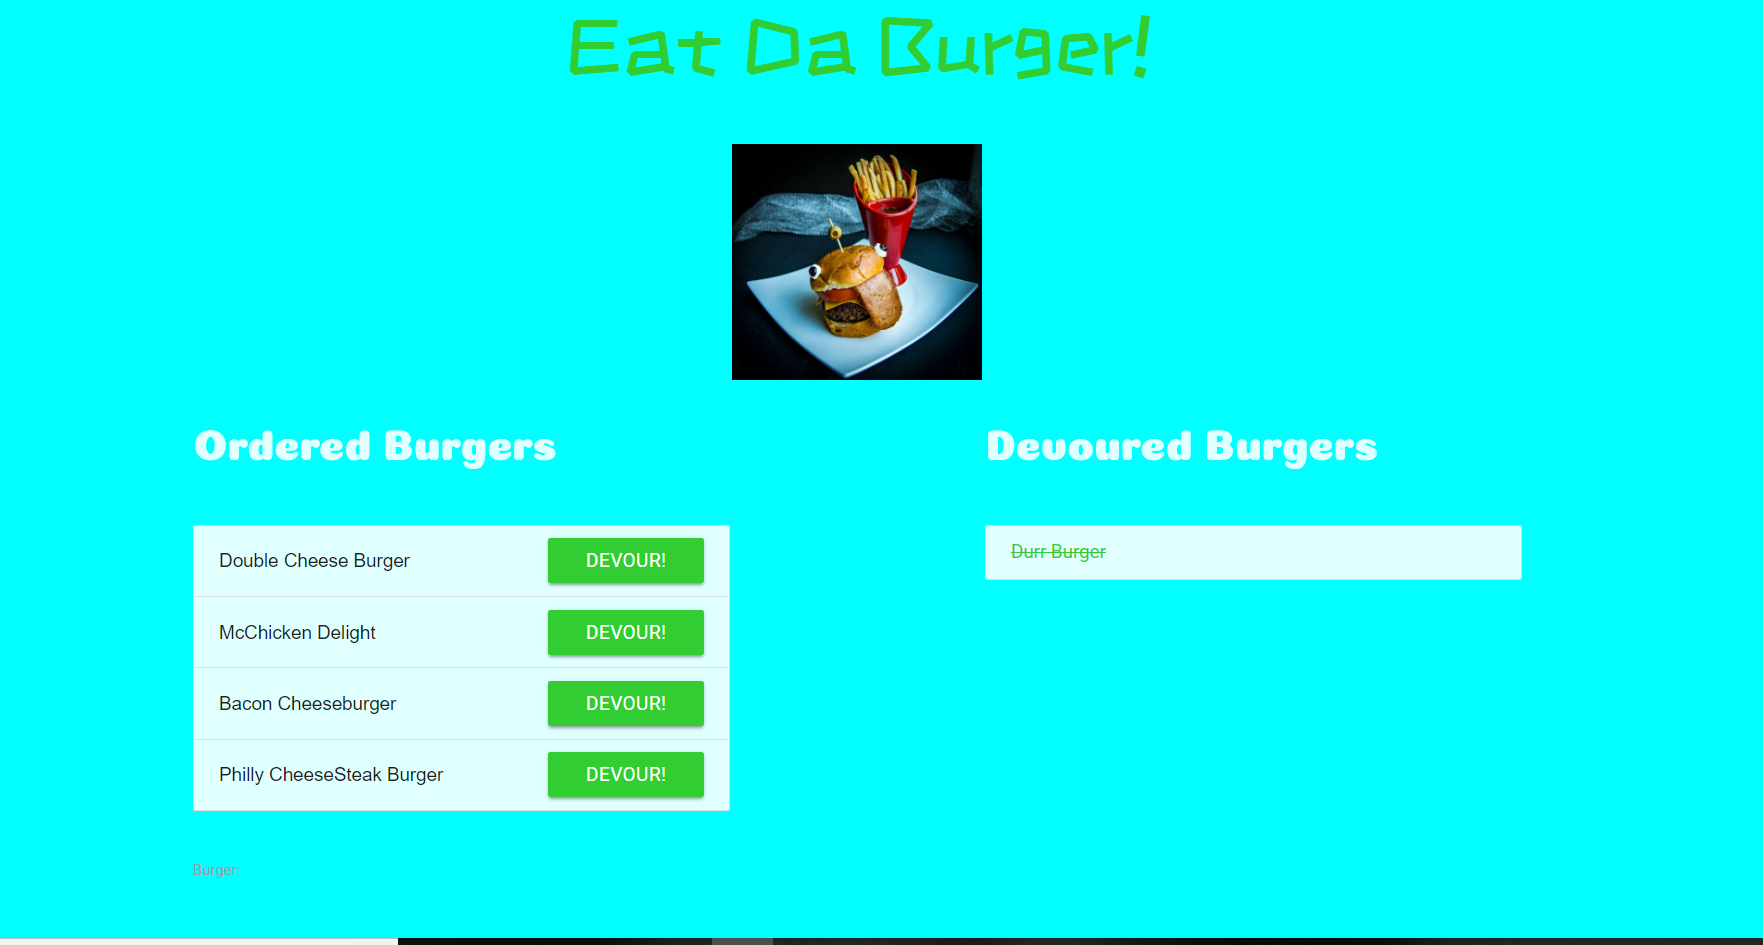 Eat Da Burger!
Ordered Burgers
Double Cheese Burger DEVOUR!
McChicken Delight DEVOUR!
Bacon Cheeseburger DEVOUR!
Philly CheeseSteak Burger DEVOUR!
Burger:
Devoured Burgers
Durr Burger